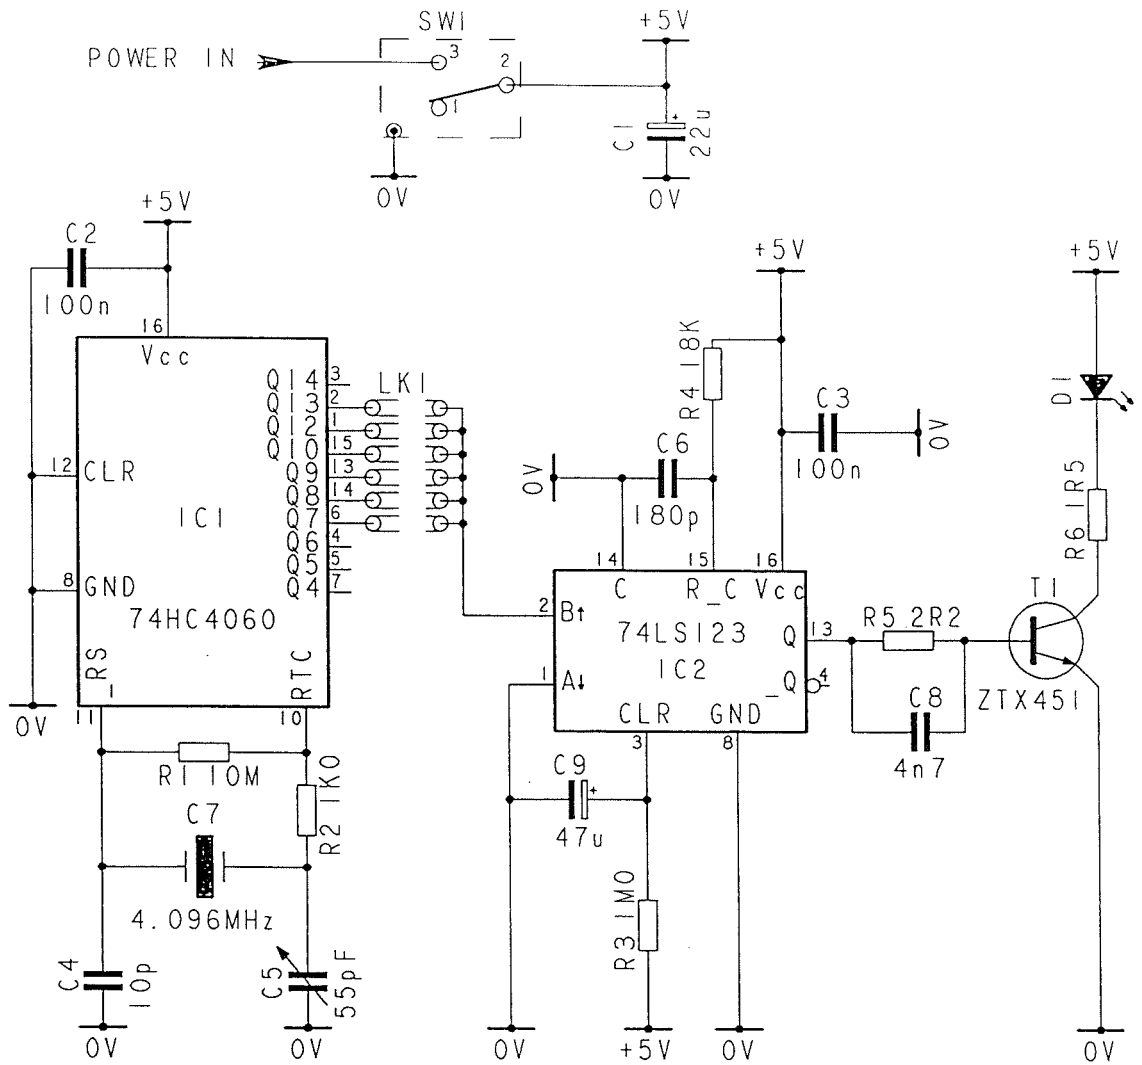 SW1
+5V
POWER IN
3
2
1
+
C1
22u
0V
0V
+5V
C2
100n
16
Vcc
+5V
+5V
Q14 3
Q13 2
Q12 1
Q10 15
Q9 13
Q8 14
Q7 6
Q6 4
Q5 5
Q4 7
LK1
R4 18K
C3
100n
0V
D1
12 CLR
IC1
0V
C6
180p
R6 1R5
8 GND
74HC4060
14
15
16
C
R_C
Vcc
2 B↑
74LS123
IC2
Q 13
R5 2R2
T1
ZTX451
1 A↓
_Q 4
C8
4n7
RS
_
RTC
0V
11
10
CLR
GND
3
8
R1 10M
R2 1K0
C9
+
47u
C7
4.096MHz
R3 1M0
C4
10p
C5
55pF
0V
0V
0V
+5V
0V
0V